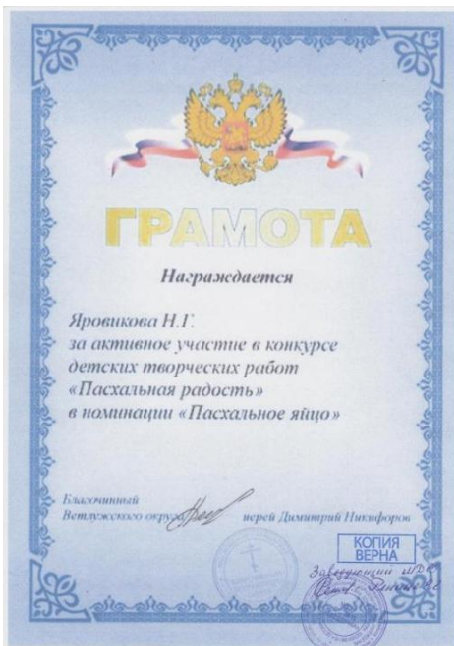 ГРАМОТА
Награждается
Яровикова Н.Г.
за активное участие в конкурсе
детских творческих работ
«Пасхальная радость»
в номинации «Пасхальное яйцо»
Благочинный
Ветлужского округа иерей Димитрий Никифоров
КОПИЯ
ВЕРНА
Заведующий